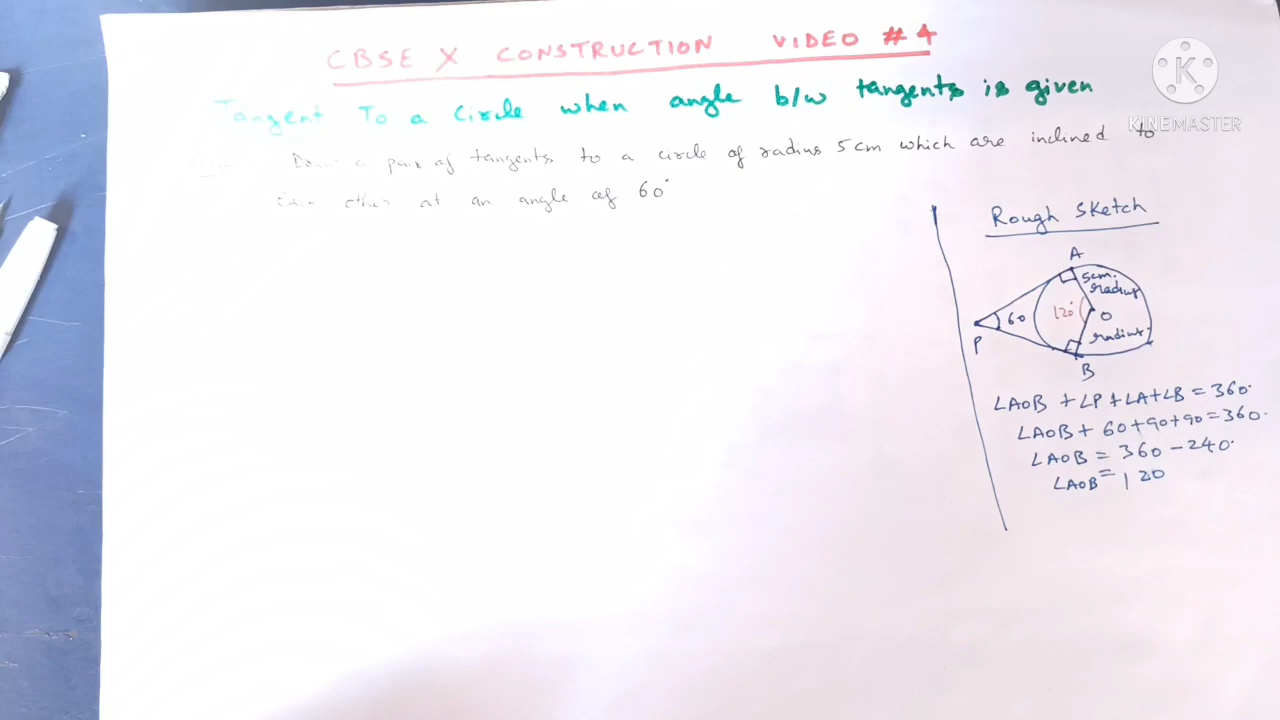 CBSE X CONSTRUCTION VIDEO #4
Tangent To a Circle when angle b/w tangents is given
Draw a pair of tangents to a circle of radius 5cm which are inclined to
Each other at an angle of 60°
Rough Sketch
A
5cm.
radius
60
120°
O
radius
P
B
∠AOB +∠P+∠A+∠B = 360.
∠AOB + 60+90+90=360.
∠AOB = 360 -240.
∠AOB = 120
K
KINEMASTER